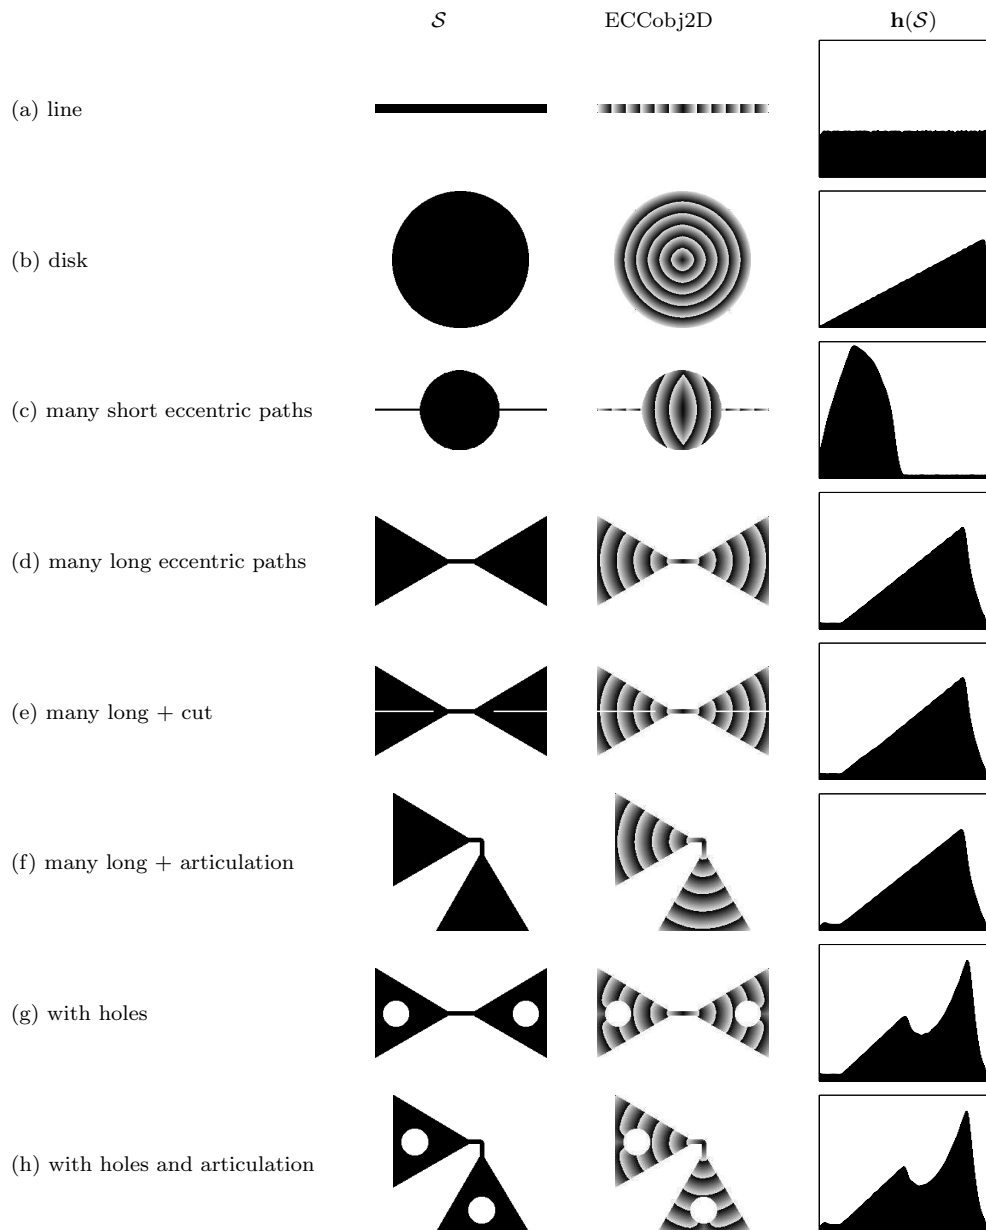 𝒮 ECCobj2D h(𝒮)
(a) line
(b) disk
(c) many short eccentric paths
(d) many long eccentric paths
(e) many long + cut
(f) many long + articulation
(g) with holes
(h) with holes and articulation